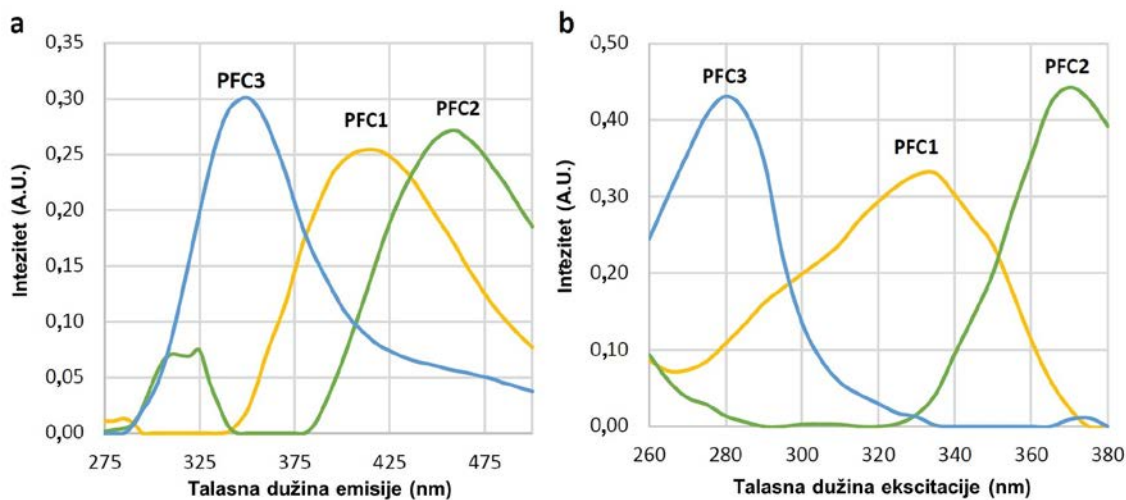 a
0,35
0,30
0,25
0,20
0,15
0,10
0,05
0,00
Intezitet (A.U.)
PFC3
PFC1
PFC2
275
325
375
425
475
Talasna dužina emisije (nm)
b
0,50
0,40
0,30
0,20
0,10
0,00
Intezitet (A.U.)
PFC3
PFC1
PFC2
260
280
300
320
340
360
380
Talasna dužina ekscitacije (nm)